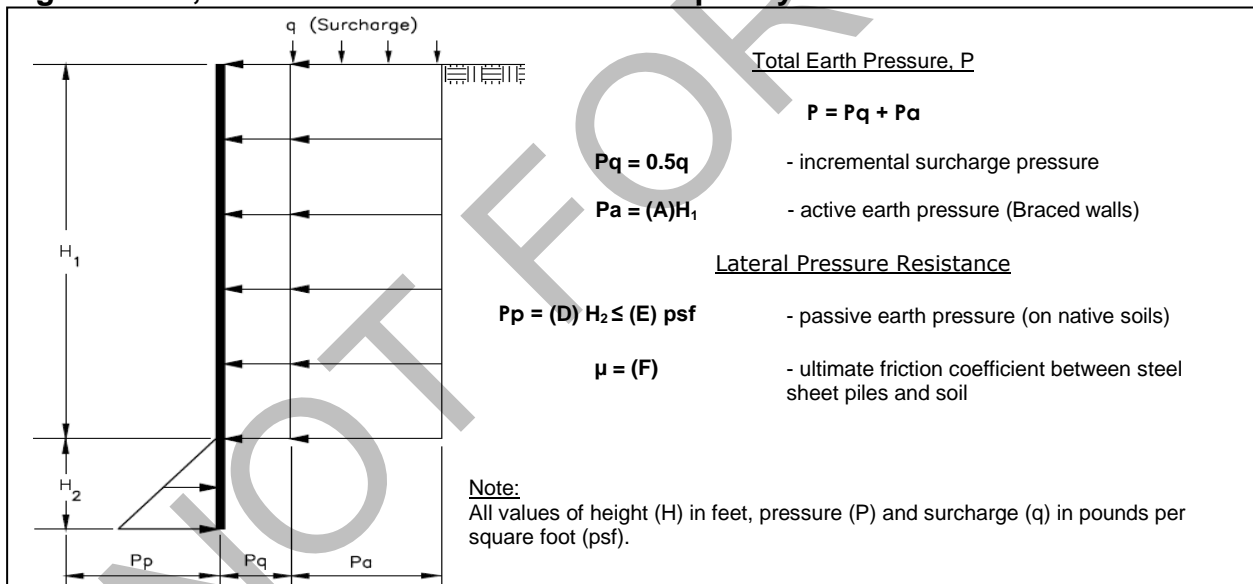 q (Surcharge)
Total Earth Pressure, P
P = Pq + Pa
Pq = 0.5q - incremental surcharge pressure
Pa = (A)H₁ - active earth pressure (Braced walls)
Lateral Pressure Resistance
Pp = (D) H₂ ≤ (E) psf - passive earth pressure (on native soils)
μ = (F) - ultimate friction coefficient between steel
sheet piles and soil
H₁
H₂
Note:
All values of height (H) in feet, pressure (P) and surcharge (q) in pounds per
square foot (psf).
Pp Pq Pa
NOT FOR